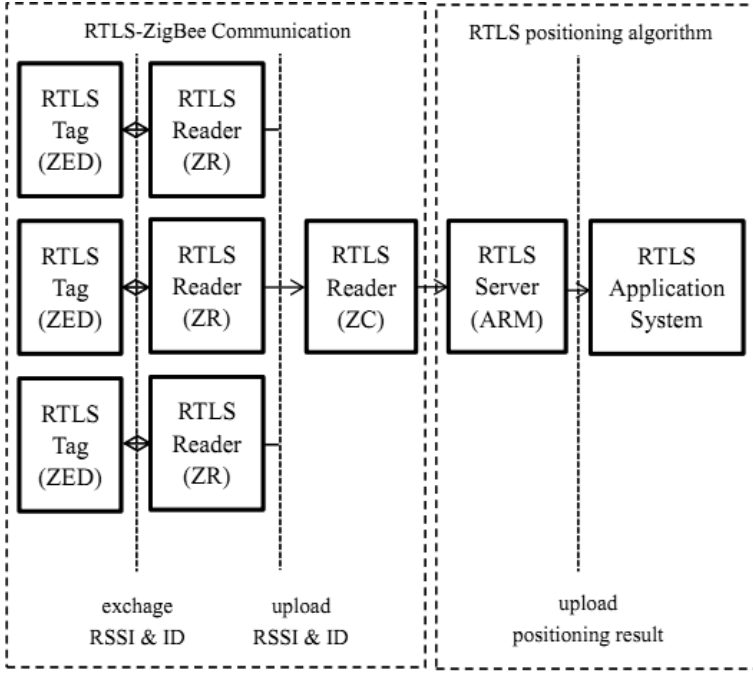 RTLS-ZigBee Communication
RTLS positioning algorithm
RTLS
Tag
(ZED)
RTLS
Reader
(ZR)
RTLS
Tag
(ZED)
RTLS
Reader
(ZR)
RTLS
Reader
(ZC)
RTLS
Server
(ARM)
RTLS
Application
System
RTLS
Tag
(ZED)
RTLS
Reader
(ZR)
exchage
RSSI & ID
upload
RSSI & ID
upload
positioning result